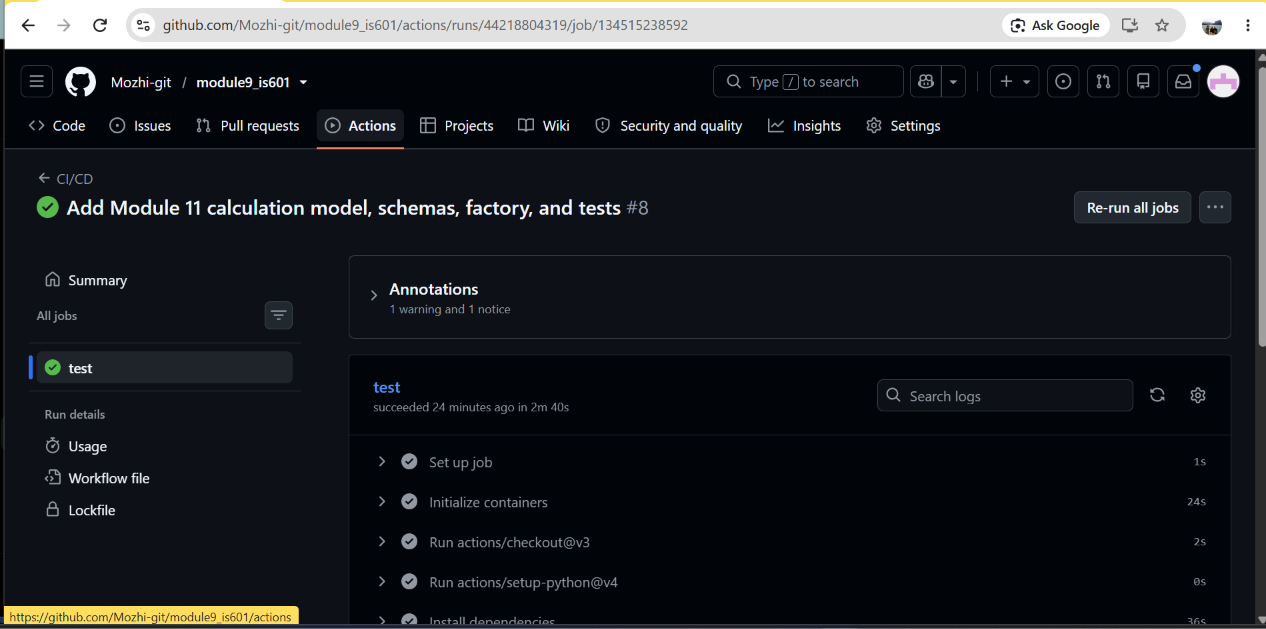 github.com/Mozhi-git/module9_is601/actions/runs/44218804319/job/134515238592
Ask Google
Mozhi-git / module9_is601
Type / to search
Code
Issues
Pull requests
Actions
Projects
Wiki
Security and quality
Insights
Settings
CI/CD
Add Module 11 calculation model, schemas, factory, and tests #8
Re-run all jobs
Summary
All jobs
test
Run details
Usage
Workflow file
Lockfile
Annotations
1 warning and 1 notice
test
succeeded 24 minutes ago in 2m 40s
Search logs
Set up job 1s
Initialize containers 24s
Run actions/checkout@v3 2s
Run actions/setup-python@v4 0s
Install dependencies 36s
https://github.com/Mozhi-git/module9_is601/actions